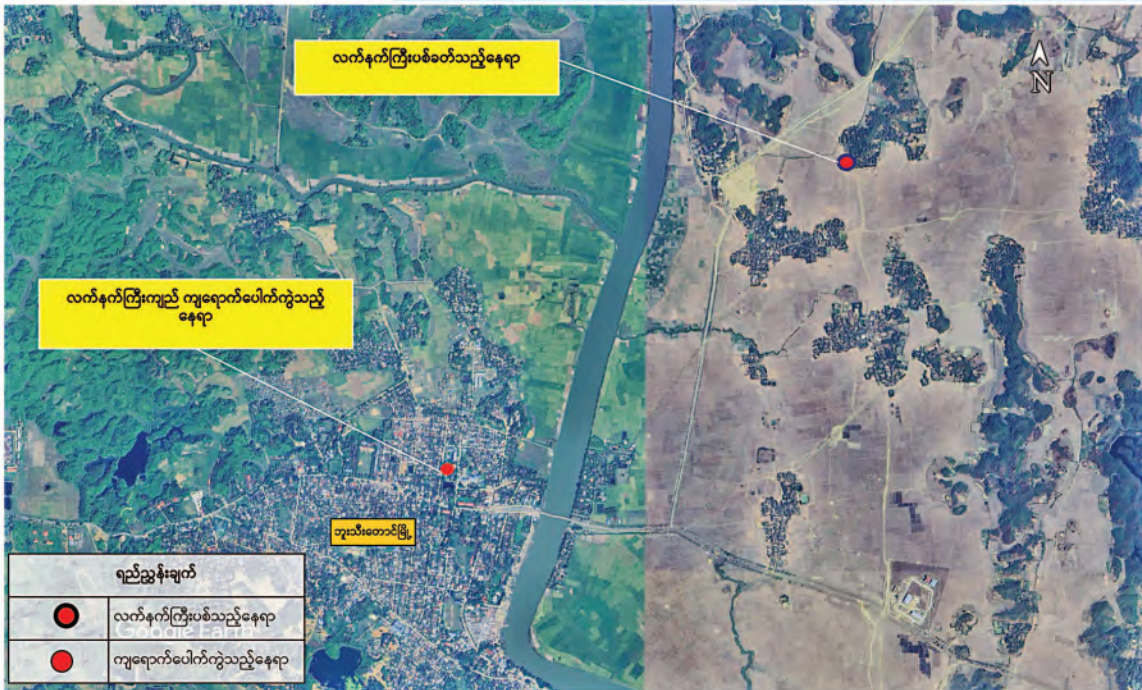 လက်နက်ကြီးပစ်ခတ်သည့်နေရာ
N
လက်နက်ကြီးကျည် ကျရောက်ပေါက်ကွဲသည့်
နေရာ
ဘူးသီးတောင်မြို့
ရည်ညွှန်းချက်
လက်နက်ကြီးပစ်သည့်နေရာ
Google Earth
ကျရောက်ပေါက်ကွဲသည့်နေရာ